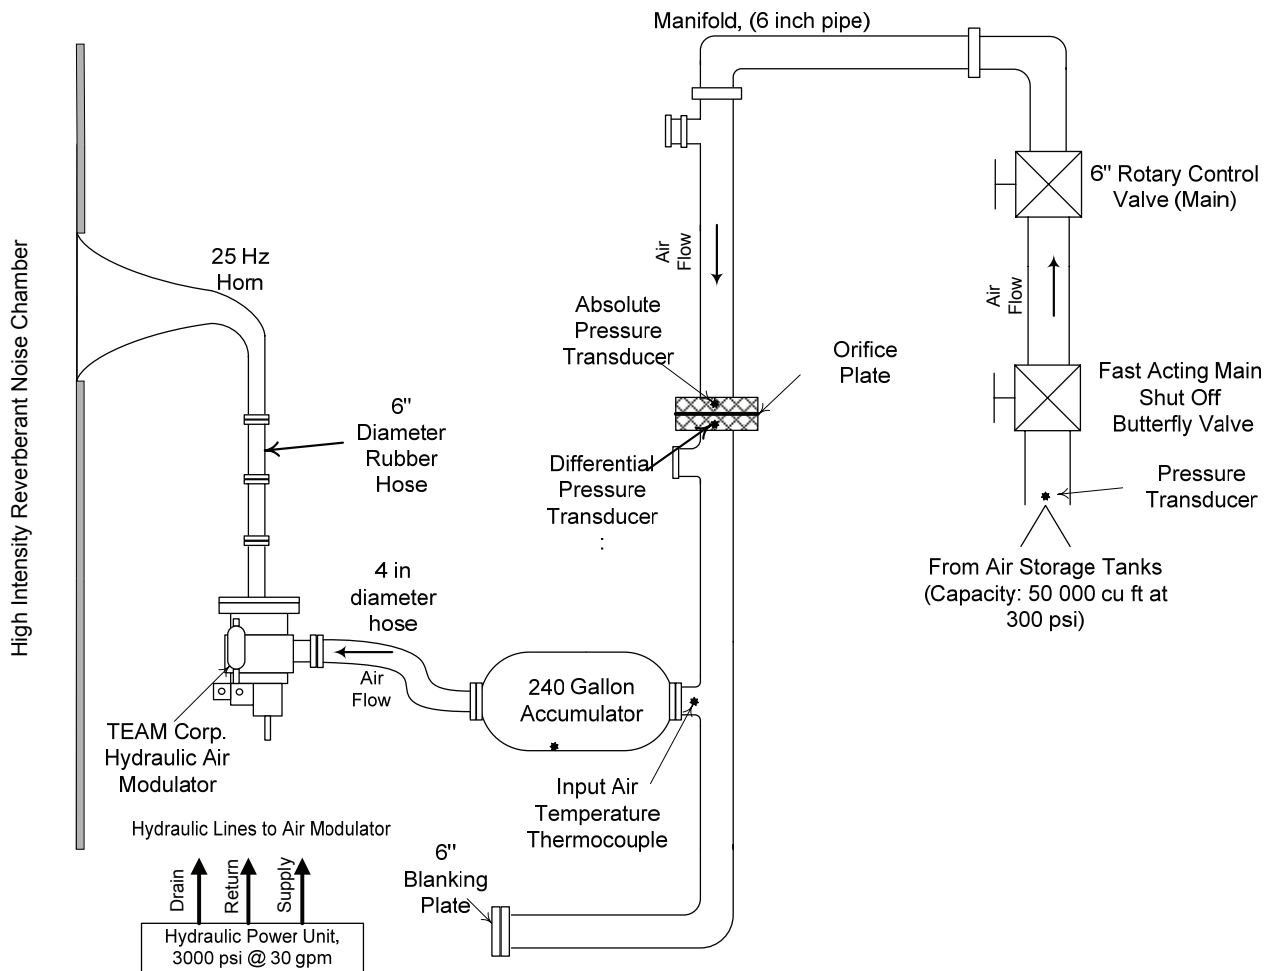 Manifold, (6 inch pipe)
6" Rotary Control
Valve (Main)
Air
Flow
Air
Flow
25 Hz
Horn
High Intensity Reverberant Noise Chamber
Absolute
Pressure
Transducer
Orifice
Plate
Fast Acting Main
Shut Off
Butterfly Valve
6"
Diameter
Rubber
Hose
Differential
Pressure
Transducer
:
Pressure
Transducer
From Air Storage Tanks
(Capacity: 50 000 cu ft at
300 psi)
4 in
diameter
hose
Air
Flow
240 Gallon
Accumulator
TEAM Corp.
Hydraulic Air
Modulator
Input Air
Temperature
Thermocouple
Hydraulic Lines to Air Modulator
6"
Blanking
Plate
Drain
Return
Supply
Hydraulic Power Unit,
3000 psi @ 30 gpm